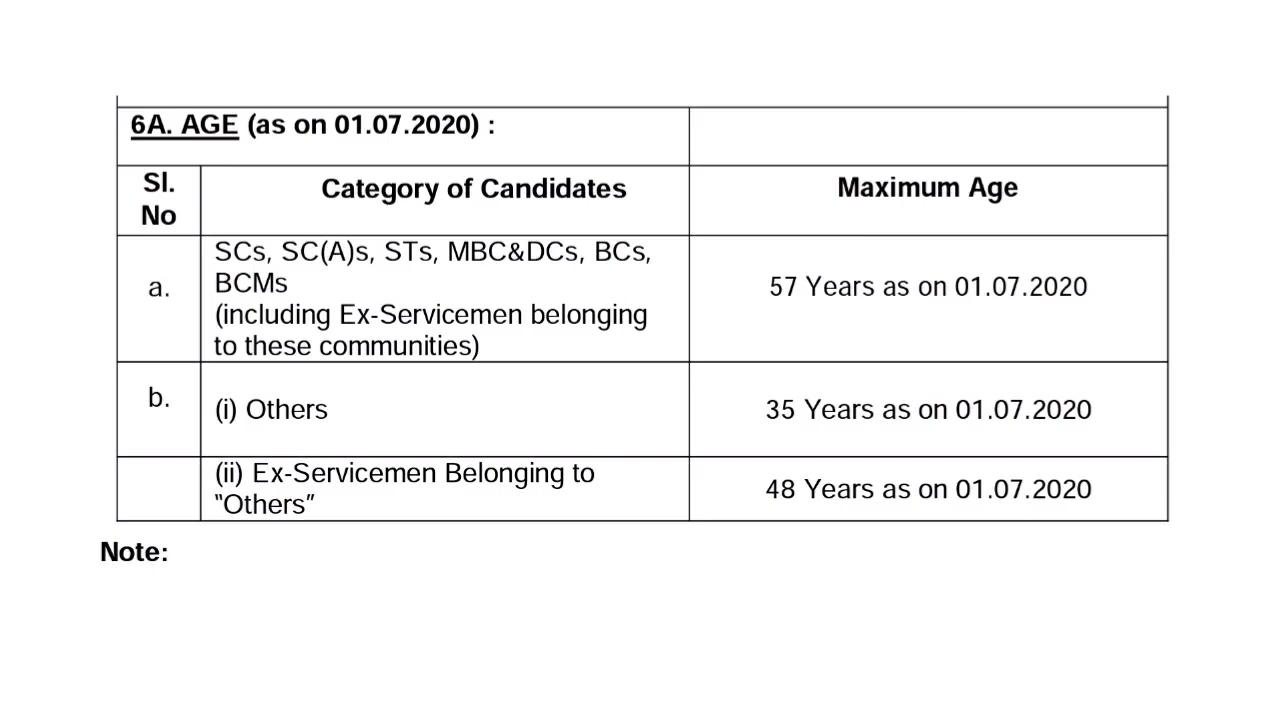 6A. AGE (as on 01.07.2020) :
Sl.
No
Category of Candidates
Maximum Age
a.
SCs, SC(A)s, STs, MBC&DCs, BCs,
BCMs
(including Ex-Servicemen belonging
to these communities)
57 Years as on 01.07.2020
b.
(i) Others
35 Years as on 01.07.2020
(ii) Ex-Servicemen Belonging to
“Others”
48 Years as on 01.07.2020
Note: